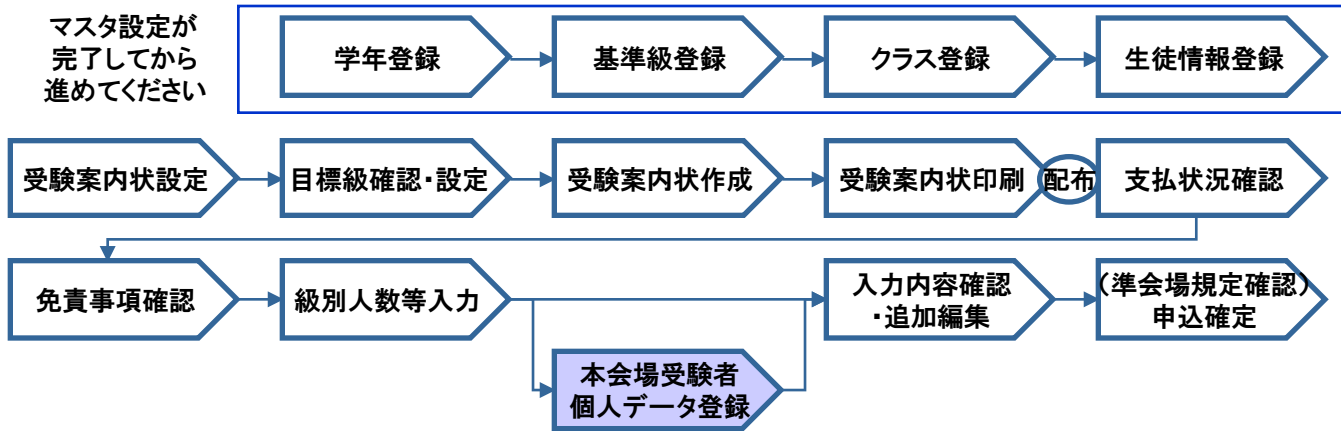 マスタ設定が
完了してから
進めてください
学年登録
基準級登録
クラス登録
生徒情報登録
受験案内状設定
目標級確認・設定
受験案内状作成
受験案内状印刷
配布
支払状況確認
免責事項確認
級別人数等入力
入力内容確認
・追加編集
（準会場規定確認）
申込確定
本会場受験者
個人データ登録